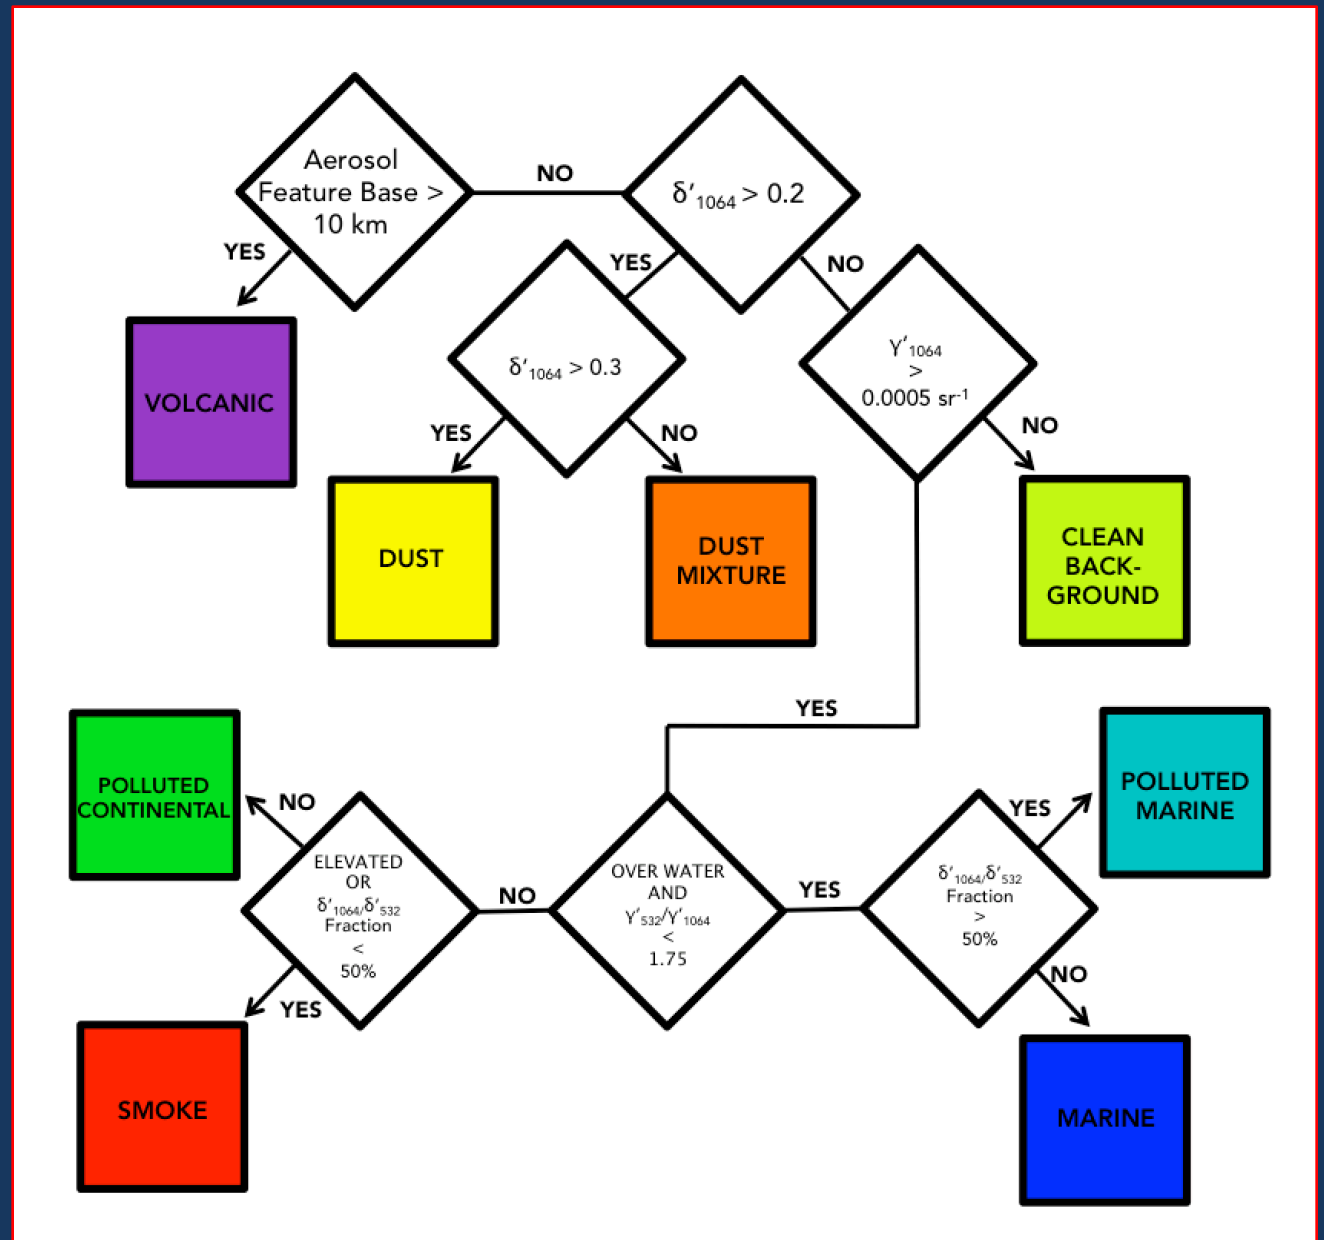 Aerosol
Feature Base >
10 km
NO
δ′1064 > 0.2
YES
YES
NO
δ′1064 > 0.3
γ′1064
>
0.0005 sr-1
VOLCANIC
YES
NO
NO
DUST
DUST
MIXTURE
CLEAN
BACK-
GROUND
YES
POLLUTED
CONTINENTAL
NO
ELEVATED
OR
δ′1064/δ′532
Fraction
<
50%
NO
OVER WATER
AND
γ′532/γ′1064
<
1.75
YES
δ′1064/δ′532
Fraction
>
50%
YES
POLLUTED
MARINE
YES
NO
SMOKE
MARINE